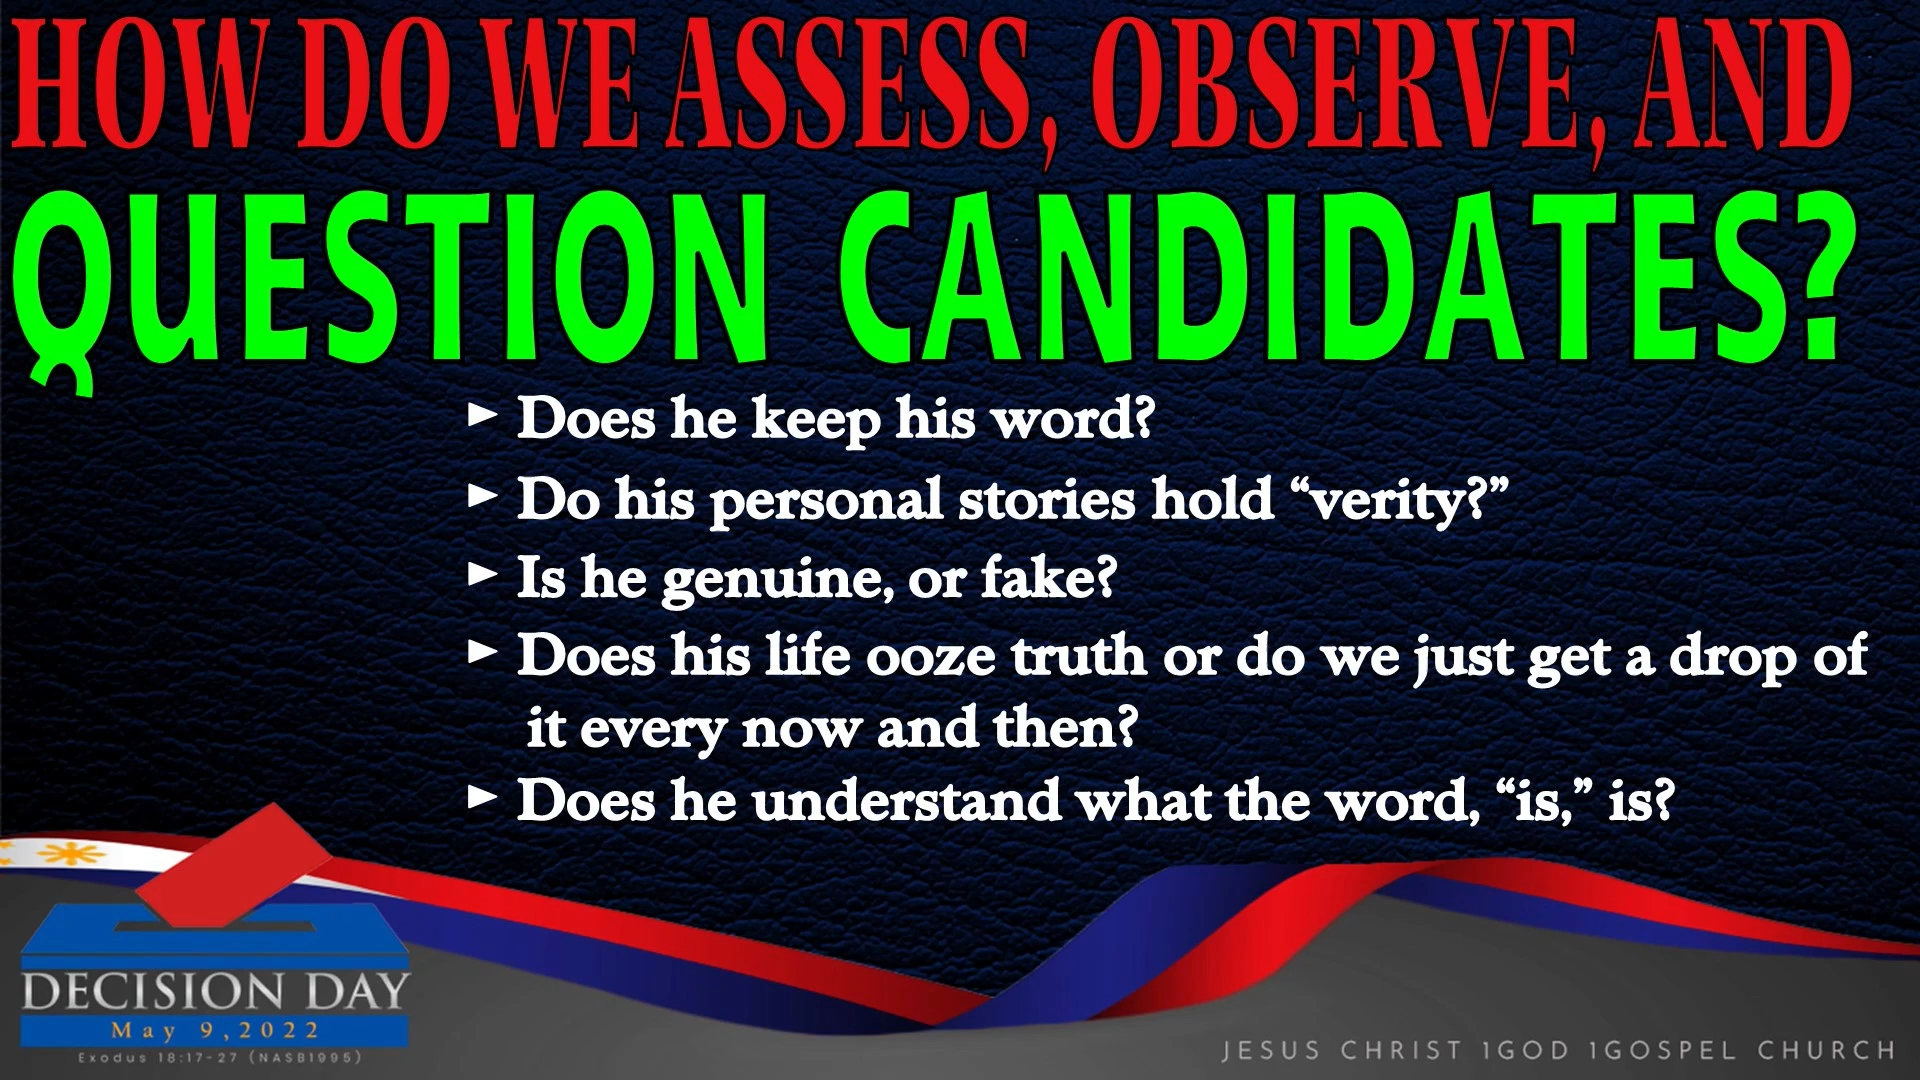 HOW DO WE ASSESS, OBSERVE, AND
QUESTION CANDIDATES?
► Does he keep his word?
► Do his personal stories hold “verity?”
► Is he genuine, or fake?
► Does his life ooze truth or do we just get a drop of
it every now and then?
► Does he understand what the word, “is,” is?
DECISION DAY
May 9,2022
Exodus 18:17-27 (NASB1995)
JESUS CHRIST 1GOD 1GOSPEL CHURCH